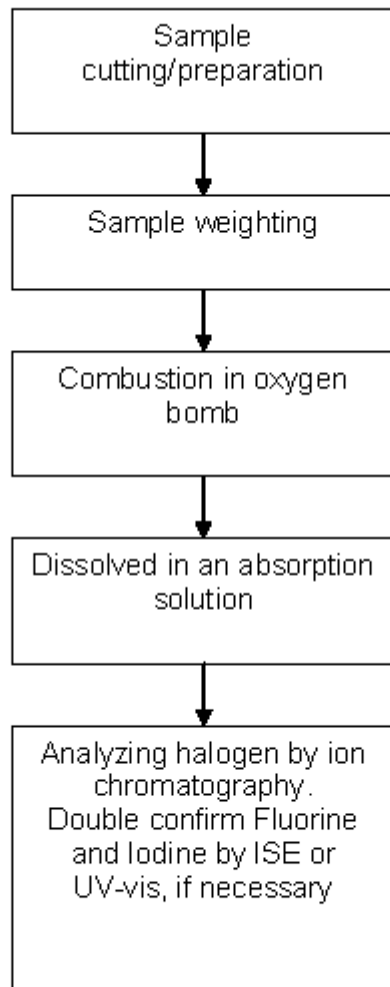 Sample
cutting/preparation
Sample weighting
Combustion in oxygen
bomb
Dissolved in an absorption
solution
Analyzing halogen by ion
chromatography.
Double confirm Fluorine
and Iodine by ISE or
UV-vis, if necessary